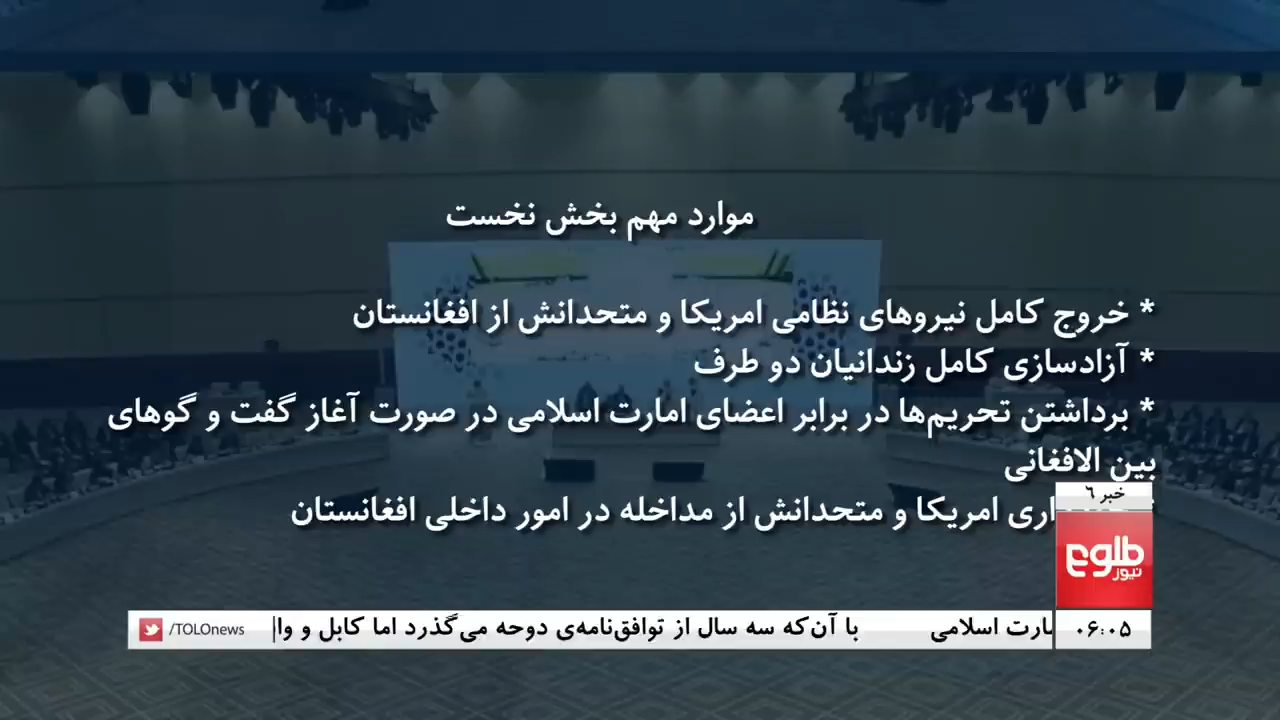 موارد مهم بخش نخست
* خروج کامل نیروهای نظامی امریکا و متحدانش از افغانستان
* آزادسازی کامل زندانیان دو طرف
* برداشتن تحریم‌ها در برابر اعضای امارت اسلامی در صورت آغاز گفت و گوهای
بین الافغانی
امریکا و متحدانش از مداخله در امور داخلی افغانستان
خبر ٦
طلوع
نیوز
۰۶:۰۵
اسلامی با آن‌که سه سال از توافق‌نامه‌ی دوحه می‌گذرد اما کابل و
/TOLOnews